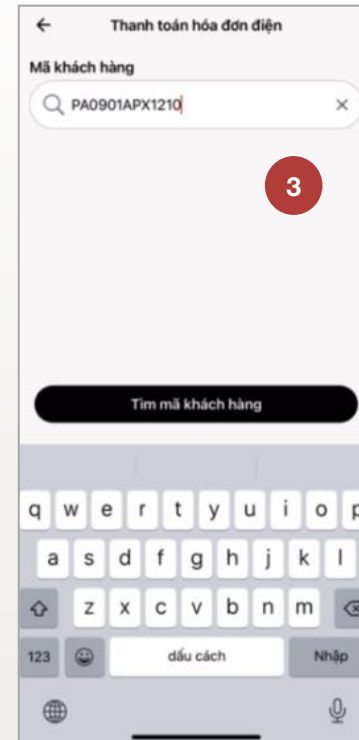 Thanh toán hóa đơn điện
Mã khách hàng
PA0901APX1210
3
Tìm mã khách hàng
q w e r t y u i o p
a s d f g h j k l
z x c v b n m
123 dấu cách Nhập